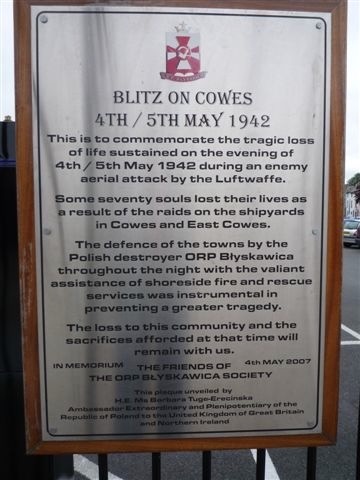 BLITZ ON COWES
4TH / 5TH MAY 1942
This is to commemorate the tragic loss
of life sustained on the evening of
4th / 5th May 1942 during an enemy
aerial attack by the Luftwaffe.
Some seventy souls lost their lives as
a result of the raids on the shipyards
in Cowes and East Cowes.
The defence of the towns by the
Polish destroyer ORP Błyskawica
throughout the night with the valiant
assistance of shoreside fire and rescue
services was instrumental in
preventing a greater tragedy.
The loss to this community and the
sacrifices afforded at that time will
remain with us.
IN MEMORIUM 4th MAY 2007
THE FRIENDS OF
THE ORP BŁYSKAWICA SOCIETY
This plaque unveiled by
H.E. Ms Barbara Tuge-Erecinska
Ambassador Extraordinary and Plenipotentiary of the
Republic of Poland to the United Kingdom of Great Britain
and Northern Ireland